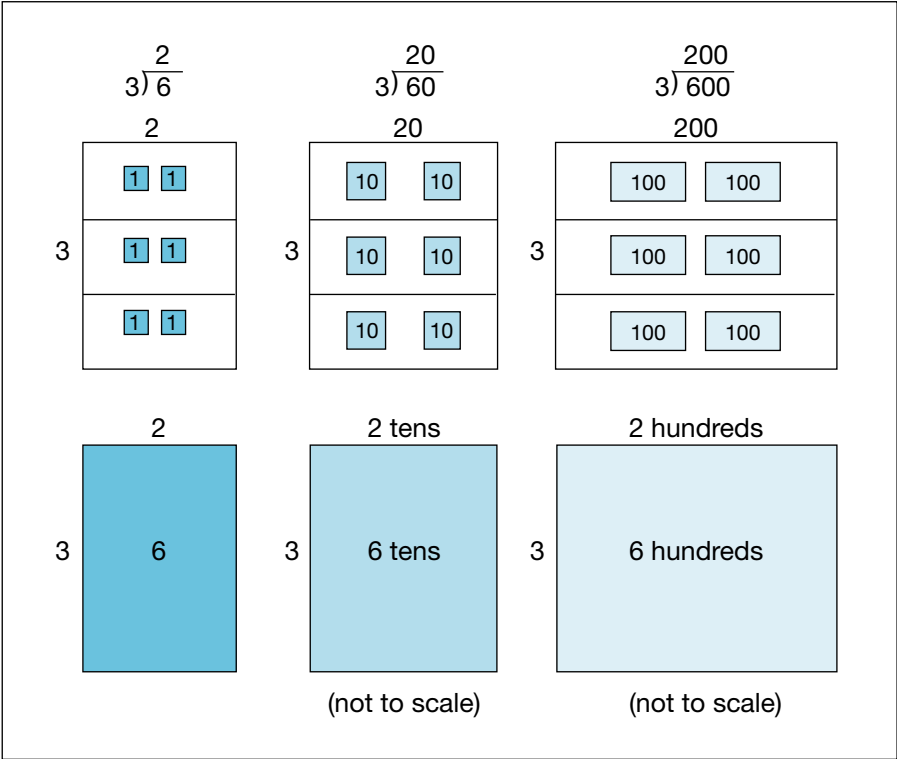 2 20 200
3) 6 3) 60 3) 600
2 20 200
1 1 10 10 100 100
3 1 1 3 10 10 3 100 100
1 1 10 10 100 100
2 2 tens 2 hundreds
3 6 3 6 tens 3 6 hundreds
(not to scale) (not to scale)